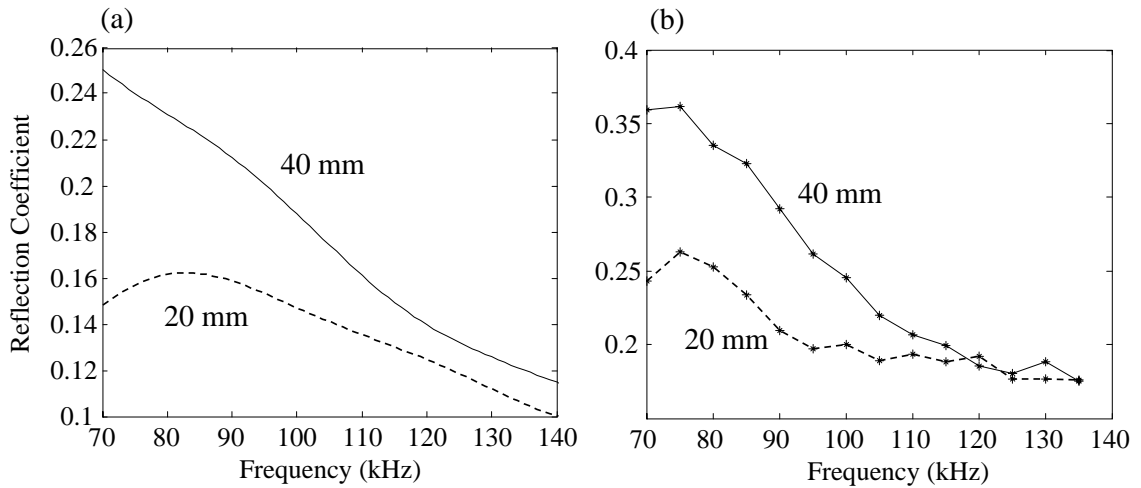 (a)
0.26
0.24
0.22
0.2
0.18
0.16
0.14
0.12
0.1
70 80 90 100 110 120 130 140
Reflection Coefficient
Frequency (kHz)
40 mm
20 mm
(b)
0.4
0.35
0.3
0.25
0.2
70 80 90 100 110 120 130 140
Frequency (kHz)
40 mm
20 mm